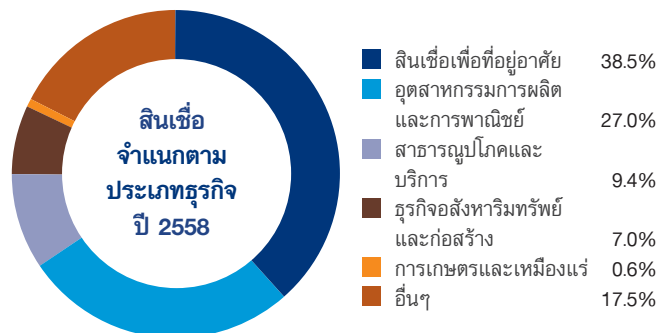 สินเชื่อ
จำแนกตาม
ประเภทธุรกิจ
ปี 2558
สินเชื่อเพื่อที่อยู่อาศัย 38.5%
อุตสาหกรรมการผลิต
และการพาณิชย์ 27.0%
สาธารณูปโภคและ
บริการ 9.4%
ธุรกิจอสังหาริมทรัพย์
และก่อสร้าง 7.0%
การเกษตรและเหมืองแร่ 0.6%
อื่นๆ 17.5%